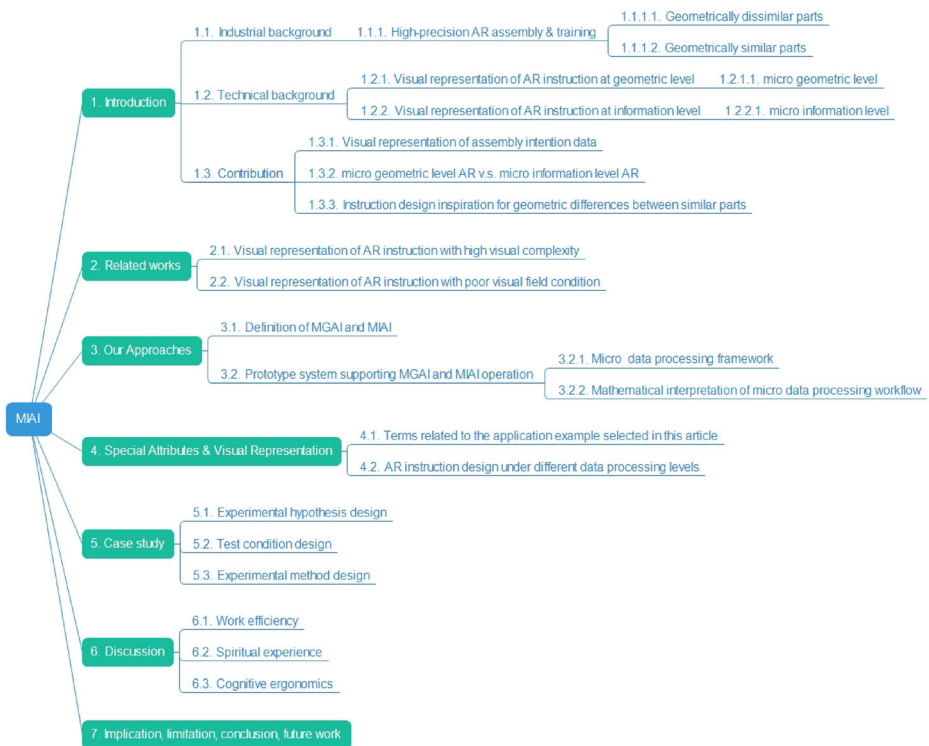 MIAI
1. Introduction
1.1. Industrial background
1.1.1. High-precision AR assembly & training
1.1.1.1. Geometrically dissimilar parts
1.1.1.2. Geometrically similar parts
1.2. Technical background
1.2.1. Visual representation of AR instruction at geometric level
1.2.1.1. micro geometric level
1.2.2. Visual representation of AR instruction at information level
1.2.2.1. micro information level
1.3. Contribution
1.3.1. Visual representation of assembly intention data
1.3.2. micro geometric level AR v.s. micro information level AR
1.3.3. Instruction design inspiration for geometric differences between similar parts
2. Related works
2.1. Visual representation of AR instruction with high visual complexity
2.2. Visual representation of AR instruction with poor visual field condition
3. Our Approaches
3.1. Definition of MGAI and MIAI
3.2. Prototype system supporting MGAI and MIAI operation
3.2.1. Micro data processing framework
3.2.2. Mathematical interpretation of micro data processing workflow
4. Special Attributes & Visual Representation
4.1. Terms related to the application example selected in this article
4.2. AR instruction design under different data processing levels
5. Case study
5.1. Experimental hypothesis design
5.2. Test condition design
5.3. Experimental method design
6. Discussion
6.1. Work efficiency
6.2. Spiritual experience
6.3. Cognitive ergonomics
7. Implication, limitation, conclusion, future work